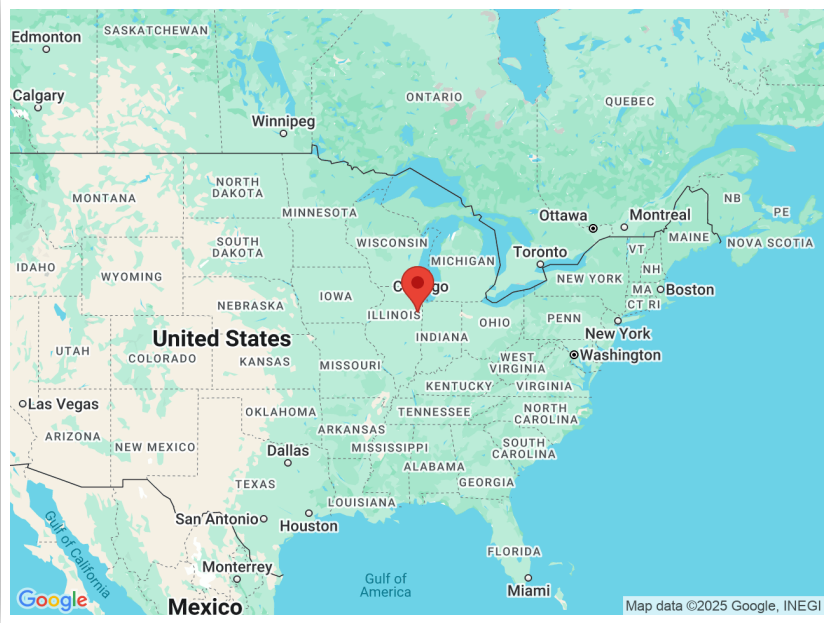 SASKATCHEWAN
Edmonton
Calgary
ONTARIO
QUEBEC
Winnipeg
NORTH
DAKOTA
MONTANA
MINNESOTA
NB
PE
Ottawa
Montreal
MAINE
NOVA SCOTIA
WISCONSIN
SOUTH
DAKOTA
Toronto
VT
IDAHO
MICHIGAN
NH
WYOMING
NEW YORK
MA
Boston
NEBRASKA
IOWA
CT RI
ILLINOIS
OHIO
PENN
United States
INDIANA
New York
UTAH
COLORADO
KANSAS
MISSOURI
WEST
VIRGINIA
Washington
KENTUCKY
VIRGINIA
Las Vegas
OKLAHOMA
TENNESSEE
NORTH
CAROLINA
ARIZONA
NEW MEXICO
ARKANSAS
MISSISSIPPI
SOUTH
CAROLINA
Dallas
ALABAMA
TEXAS
GEORGIA
LOUISIANA
San Antonio
Houston
Gulf of California
FLORIDA
Monterrey
Gulf of
America
Miami
Google
Mexico
Map data ©2025 Google, INEGI